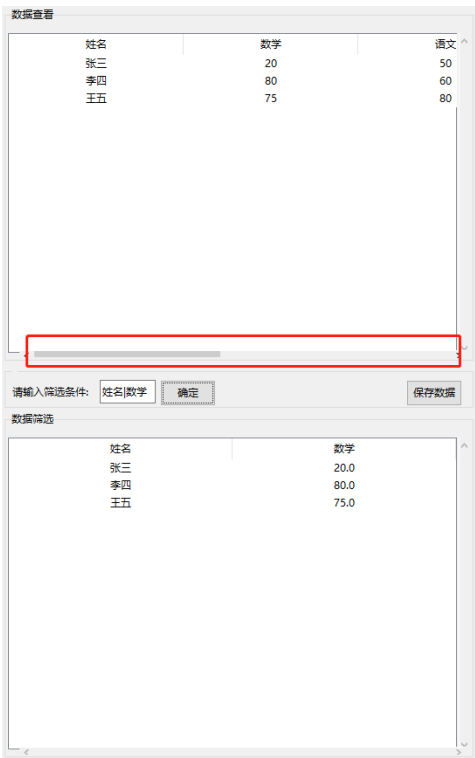 数据查看
姓名 数学 语文
张三 20 50
李四 80 60
王五 75 80
请输入筛选条件: 姓名|数学 确定 保存数据
数据筛选
姓名 数学
张三 20.0
李四 80.0
王五 75.0